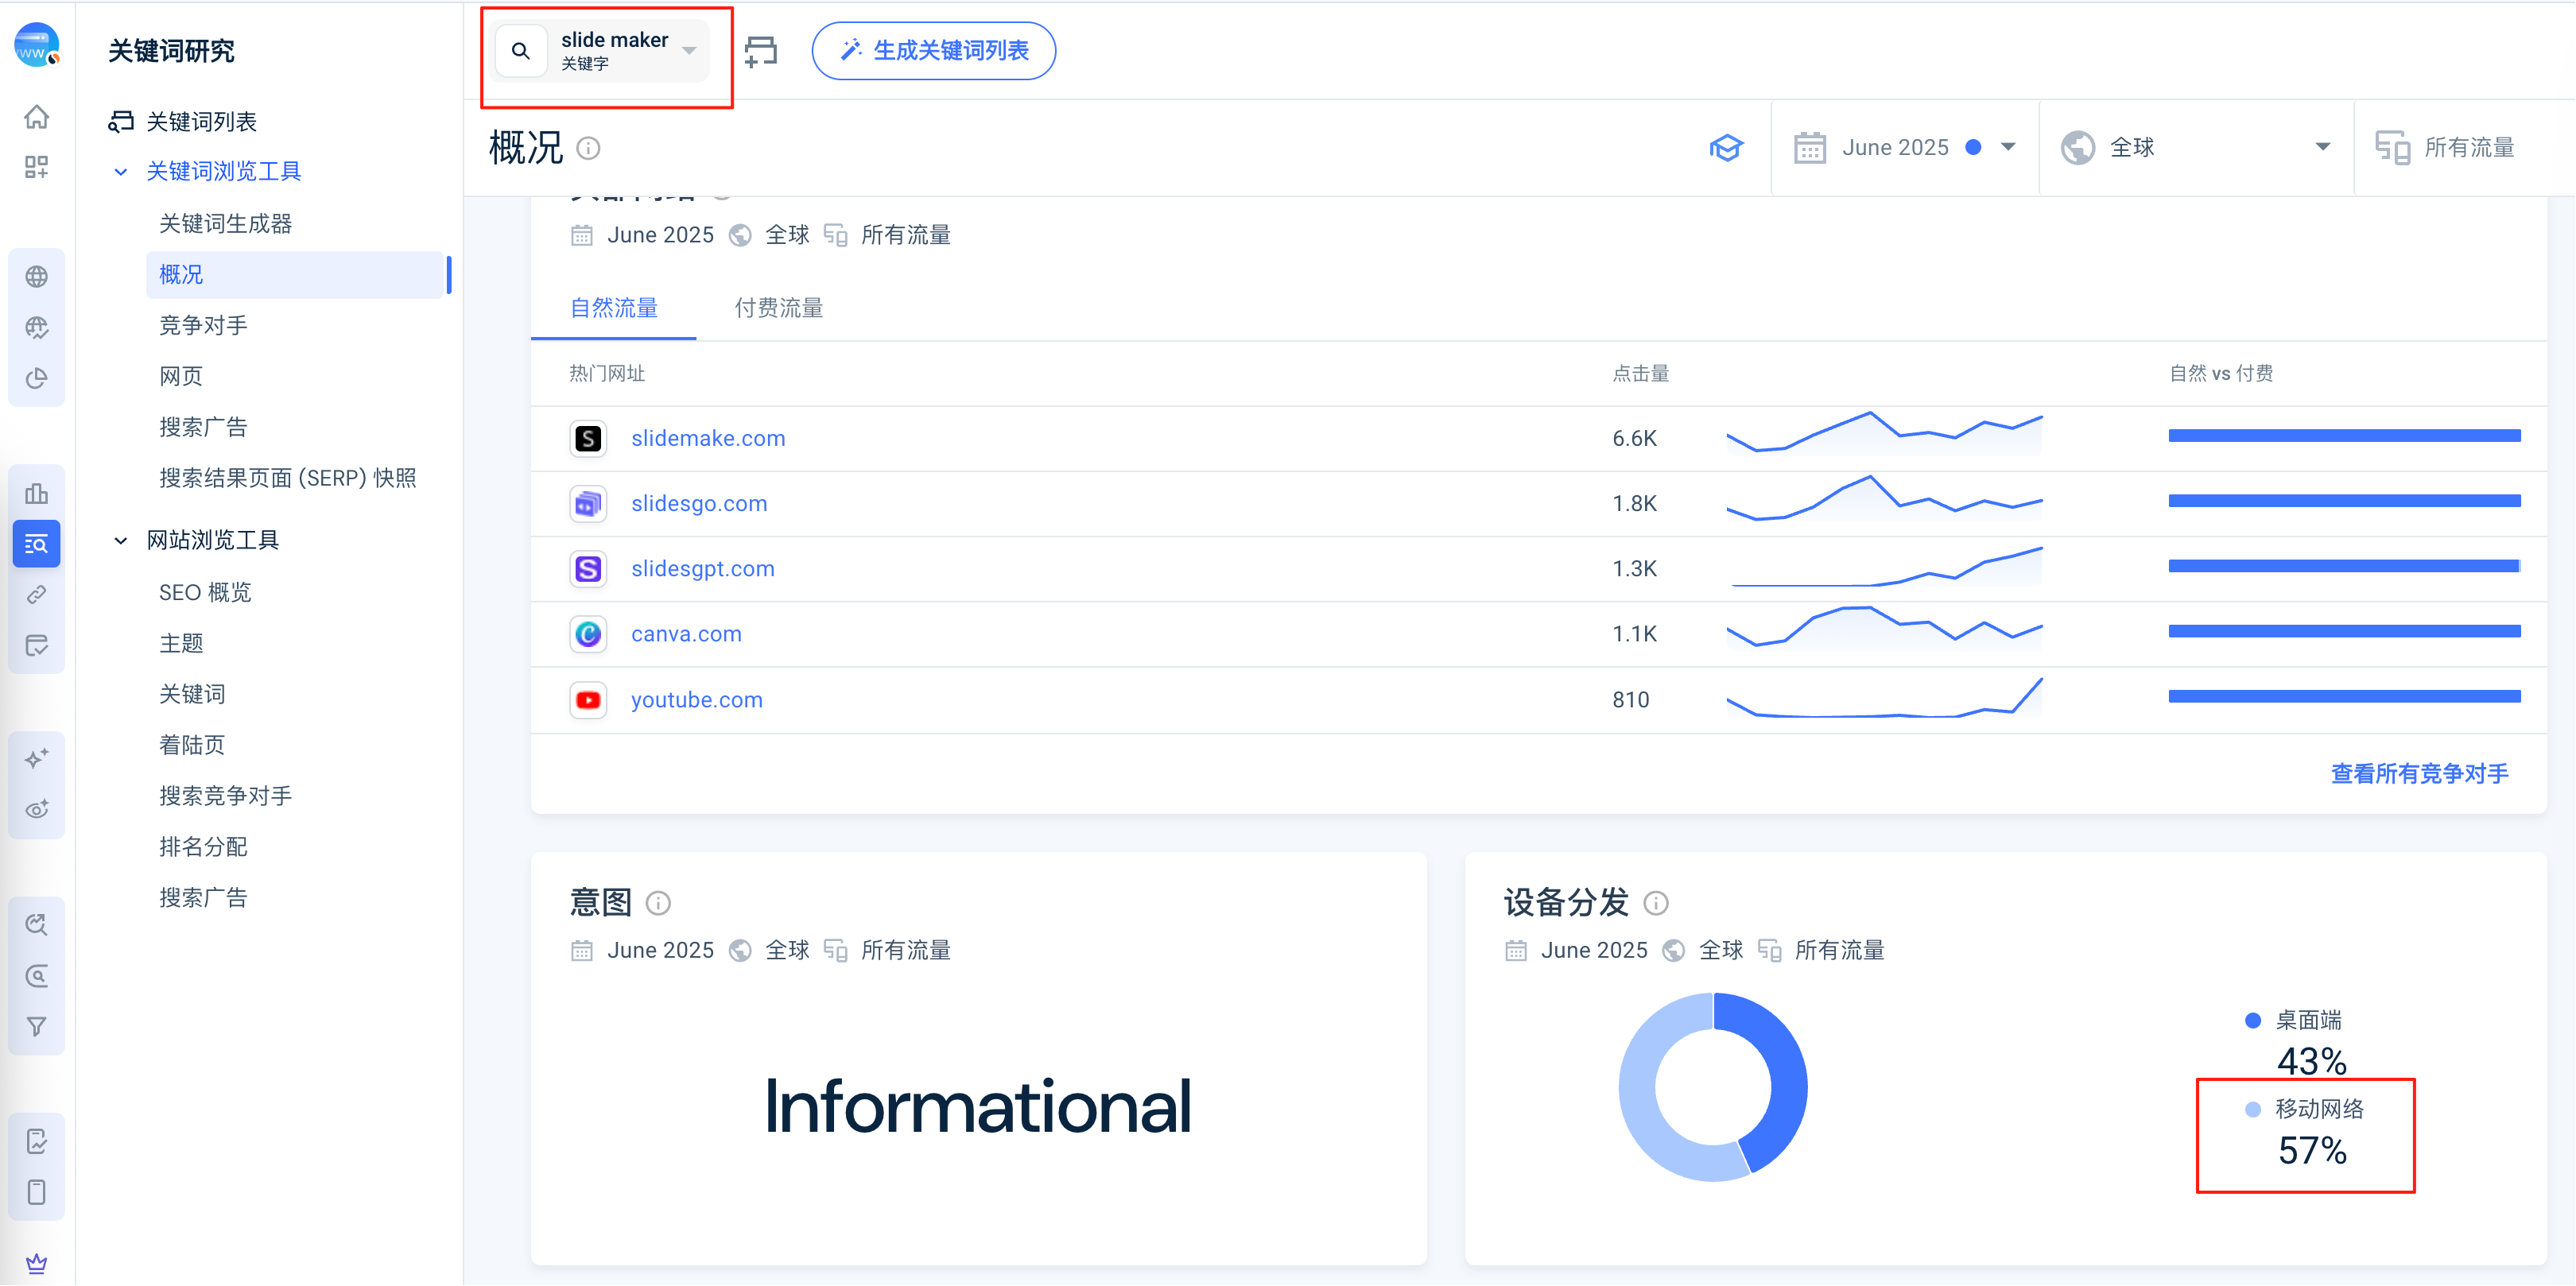 关键词研究
关键词列表
关键词浏览工具
关键词生成器
概况
竞争对手
网页
搜索广告
搜索结果页面 (SERP) 快照
网站浏览工具
SEO 概览
主题
关键词
着陆页
搜索竞争对手
排名分配
搜索广告
slide maker
关键字
生成关键词列表
概况
June 2025
全球
所有流量
June 2025 全球 所有流量
自然流量 付费流量
热门网址 点击量 自然 vs 付费
slidemake.com 6.6K
slidesgo.com 1.8K
slidesgpt.com 1.3K
canva.com 1.1K
youtube.com 810
查看所有竞争对手
意图
June 2025 全球 所有流量
Informational
设备分发
June 2025 全球 所有流量
桌面端
43%
移动网络
57%